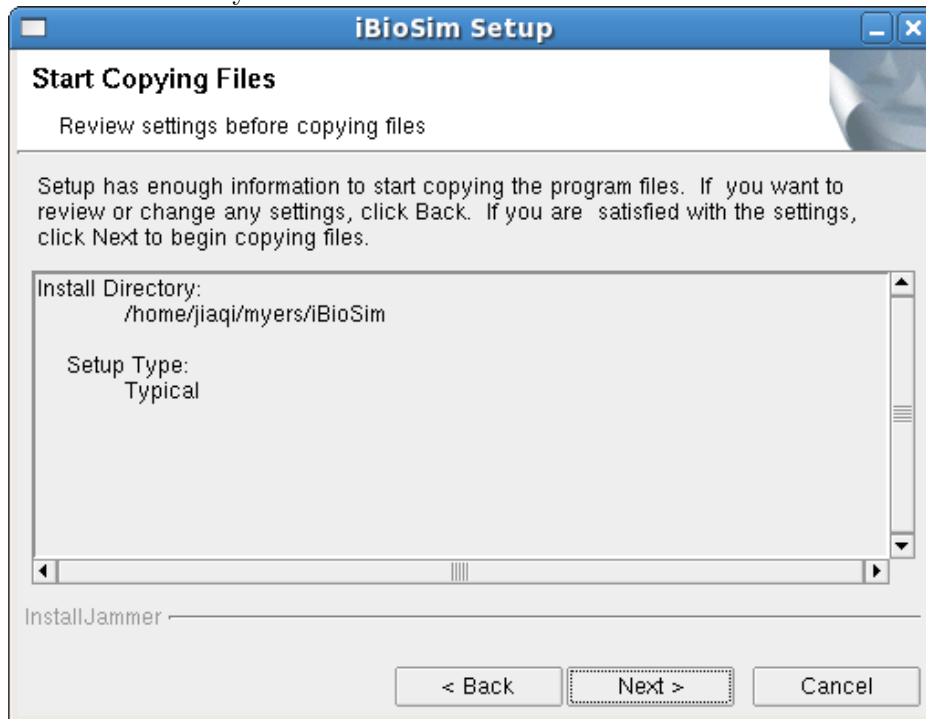 iBioSim Setup
Start Copying Files
Review settings before copying files
Setup has enough information to start copying the program files. If you want to
review or change any settings, click Back. If you are satisfied with the settings,
click Next to begin copying files.
Install Directory:
/home/jiaqi/myers/iBioSim
Setup Type:
Typical
InstallJammer
< Back Next > Cancel